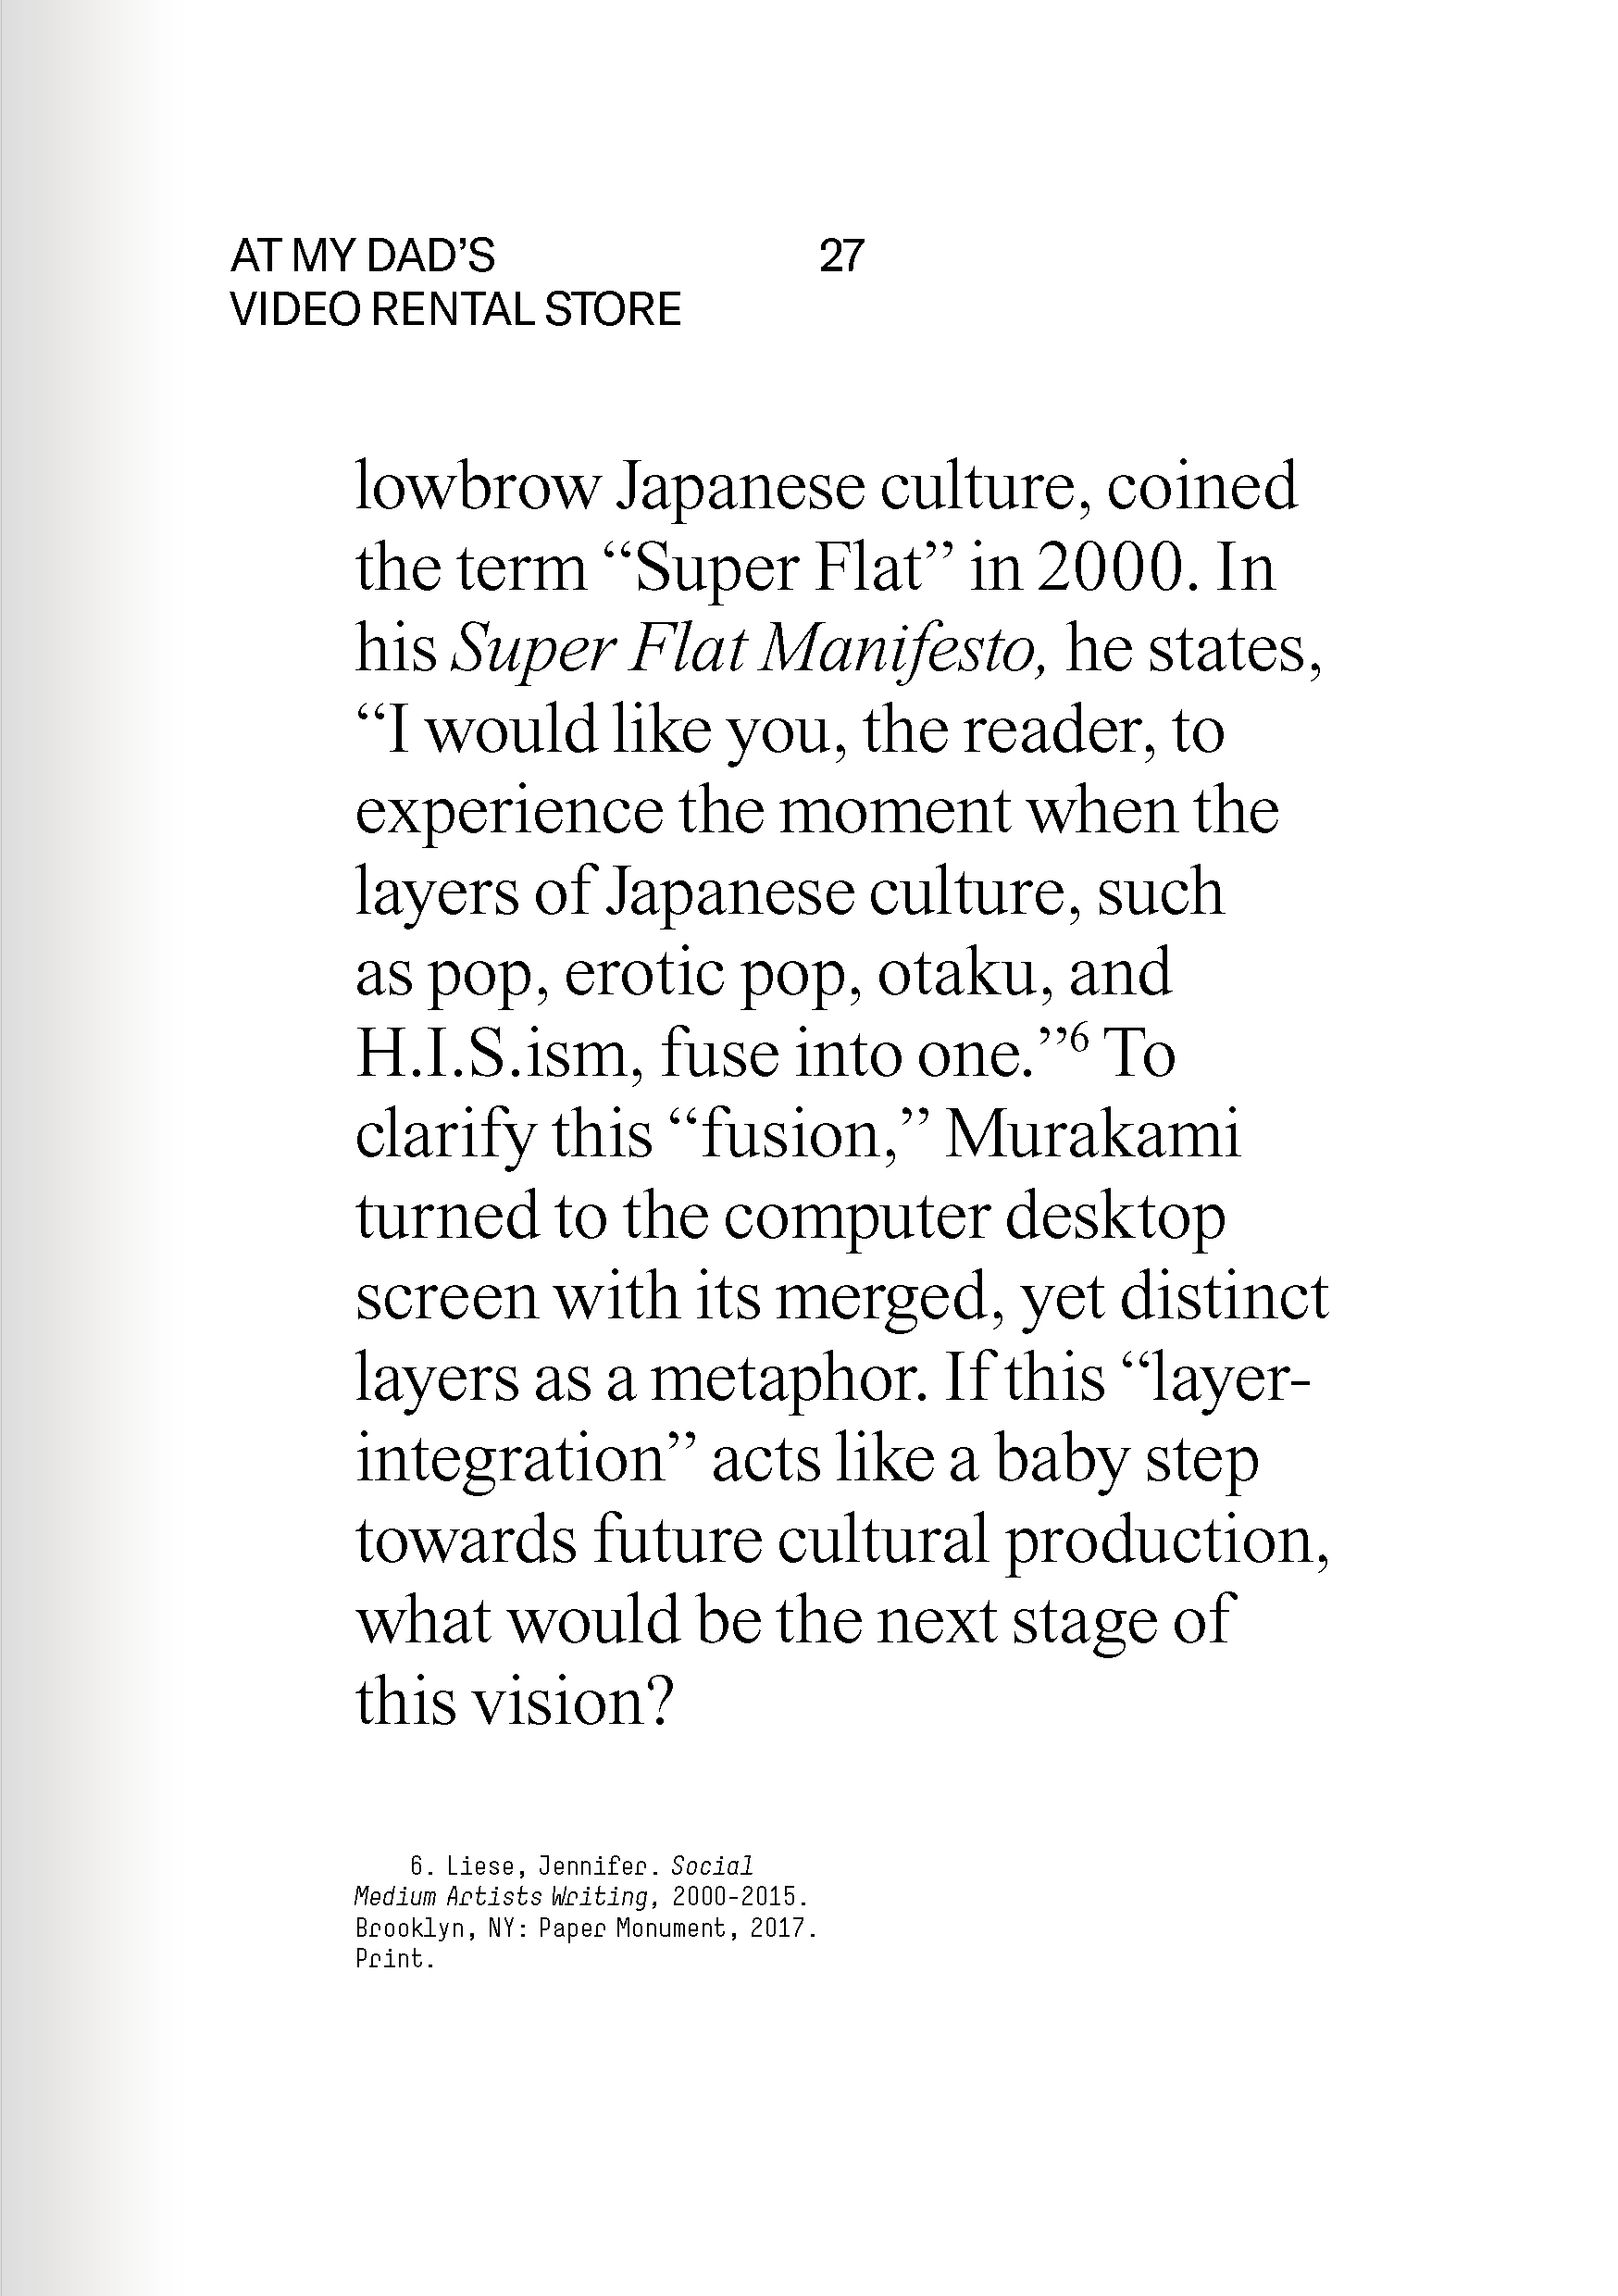 AT MY DAD’S
VIDEO RENTAL STORE
27
lowbrow Japanese culture, coined
the term “Super Flat” in 2000. In
his Super Flat Manifesto, he states,
“I would like you, the reader, to
experience the moment when the
layers of Japanese culture, such
as pop, erotic pop, otaku, and
H.I.S.ism, fuse into one.”6 To
clarify this “fusion,” Murakami
turned to the computer desktop
screen with its merged, yet distinct
layers as a metaphor. If this “layer-
integration” acts like a baby step
towards future cultural production,
what would be the next stage of
this vision?
6. Liese, Jennifer. Social
Medium Artists Writing, 2000-2015.
Brooklyn, NY: Paper Monument, 2017.
Print.